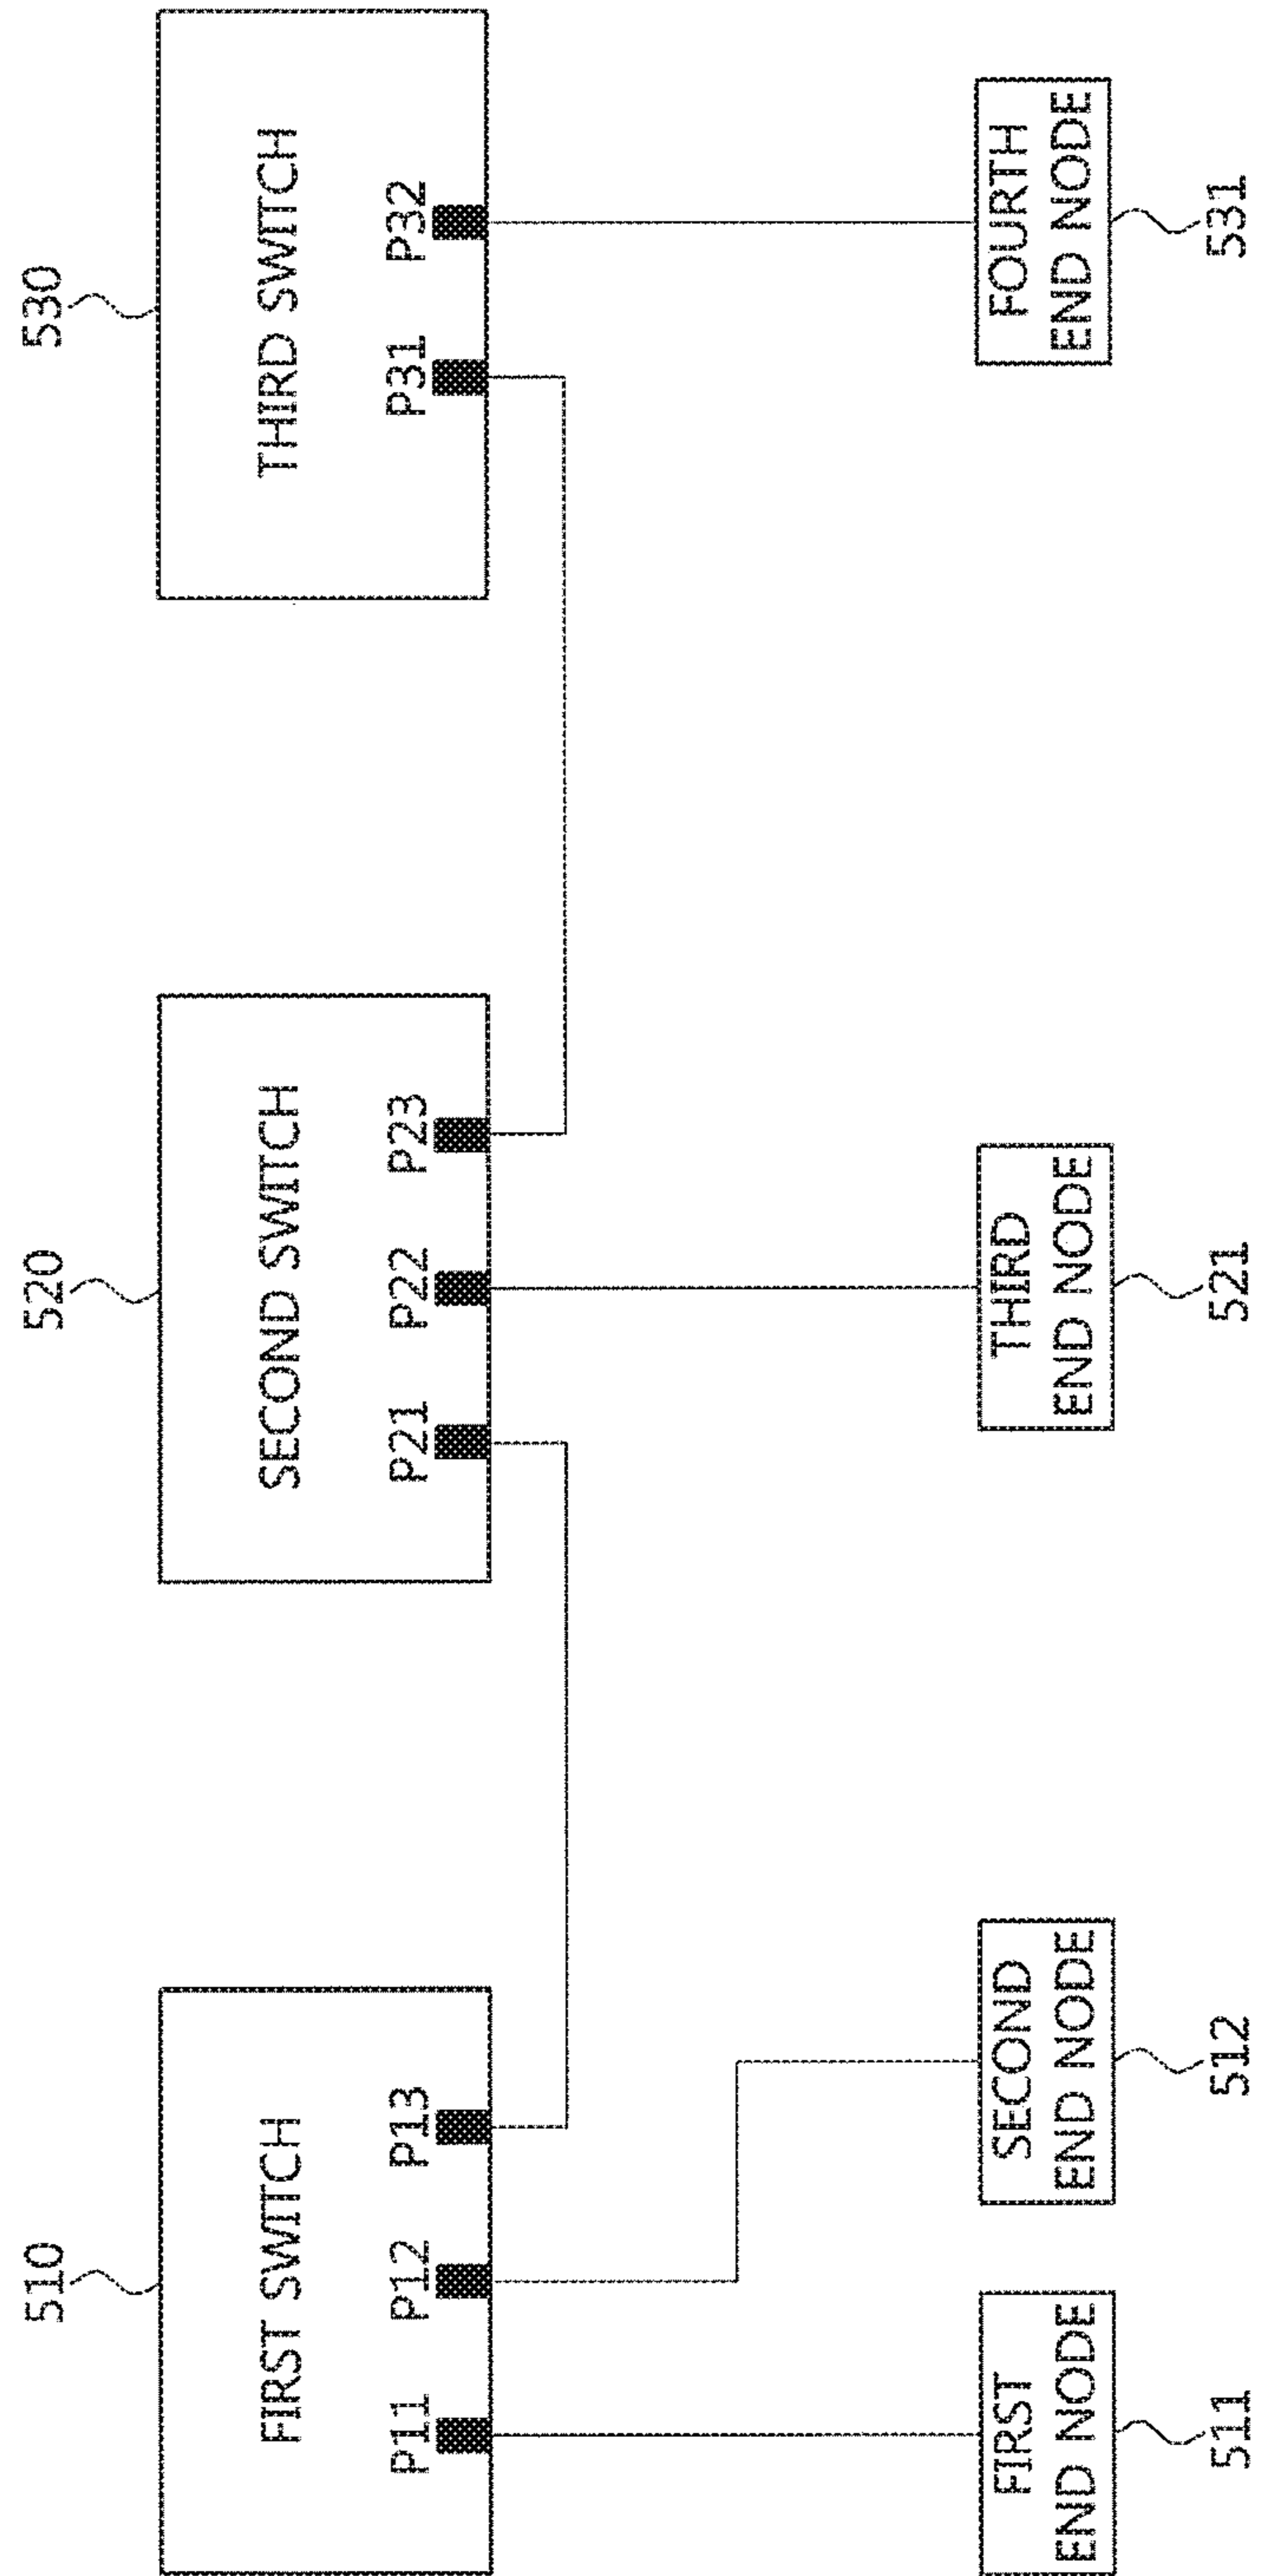 510
520
530
FIRST SWITCH
SECOND SWITCH
THIRD SWITCH
P11
P12
P13
P21
P22
P23
P31
P32
FIRST
END NODE
SECOND
END NODE
THIRD
END NODE
FOURTH
END NODE
511
512
521
531